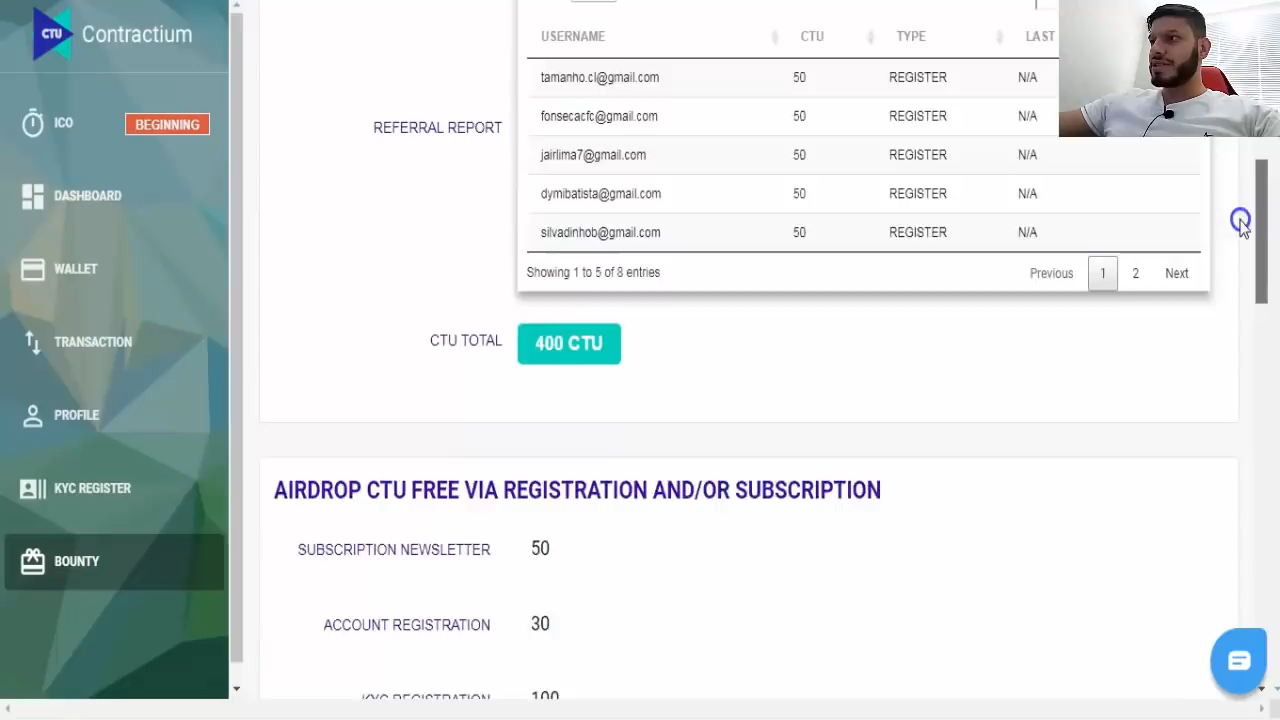 CTU Contractium
ICO BEGINNING
DASHBOARD
WALLET
TRANSACTION
PROFILE
KYC REGISTER
BOUNTY
USERNAME CTU TYPE LAST
tamanho.cl@gmail.com 50 REGISTER N/A
fonsecacfc@gmail.com 50 REGISTER N/A
REFERRAL REPORT
jairlima7@gmail.com 50 REGISTER N/A
dymibatista@gmail.com 50 REGISTER N/A
silvadinhob@gmail.com 50 REGISTER N/A
Showing 1 to 5 of 8 entries Previous 1 2 Next
CTU TOTAL 400 CTU
AIRDROP CTU FREE VIA REGISTRATION AND/OR SUBSCRIPTION
SUBSCRIPTION NEWSLETTER 50
ACCOUNT REGISTRATION 30
KYC REGISTRATION 100